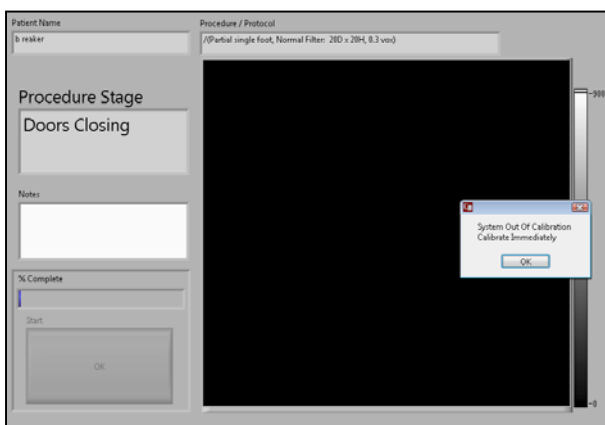 Patient Name
b reaker
Procedure / Protocol
/(Partial single foot, Normal Filter: 20D x 20H, 0.3 vox)
Procedure Stage
Doors Closing
Notes
% Complete
Start
OK
System Out Of Calibration
Calibrate Immediately
OK
-0